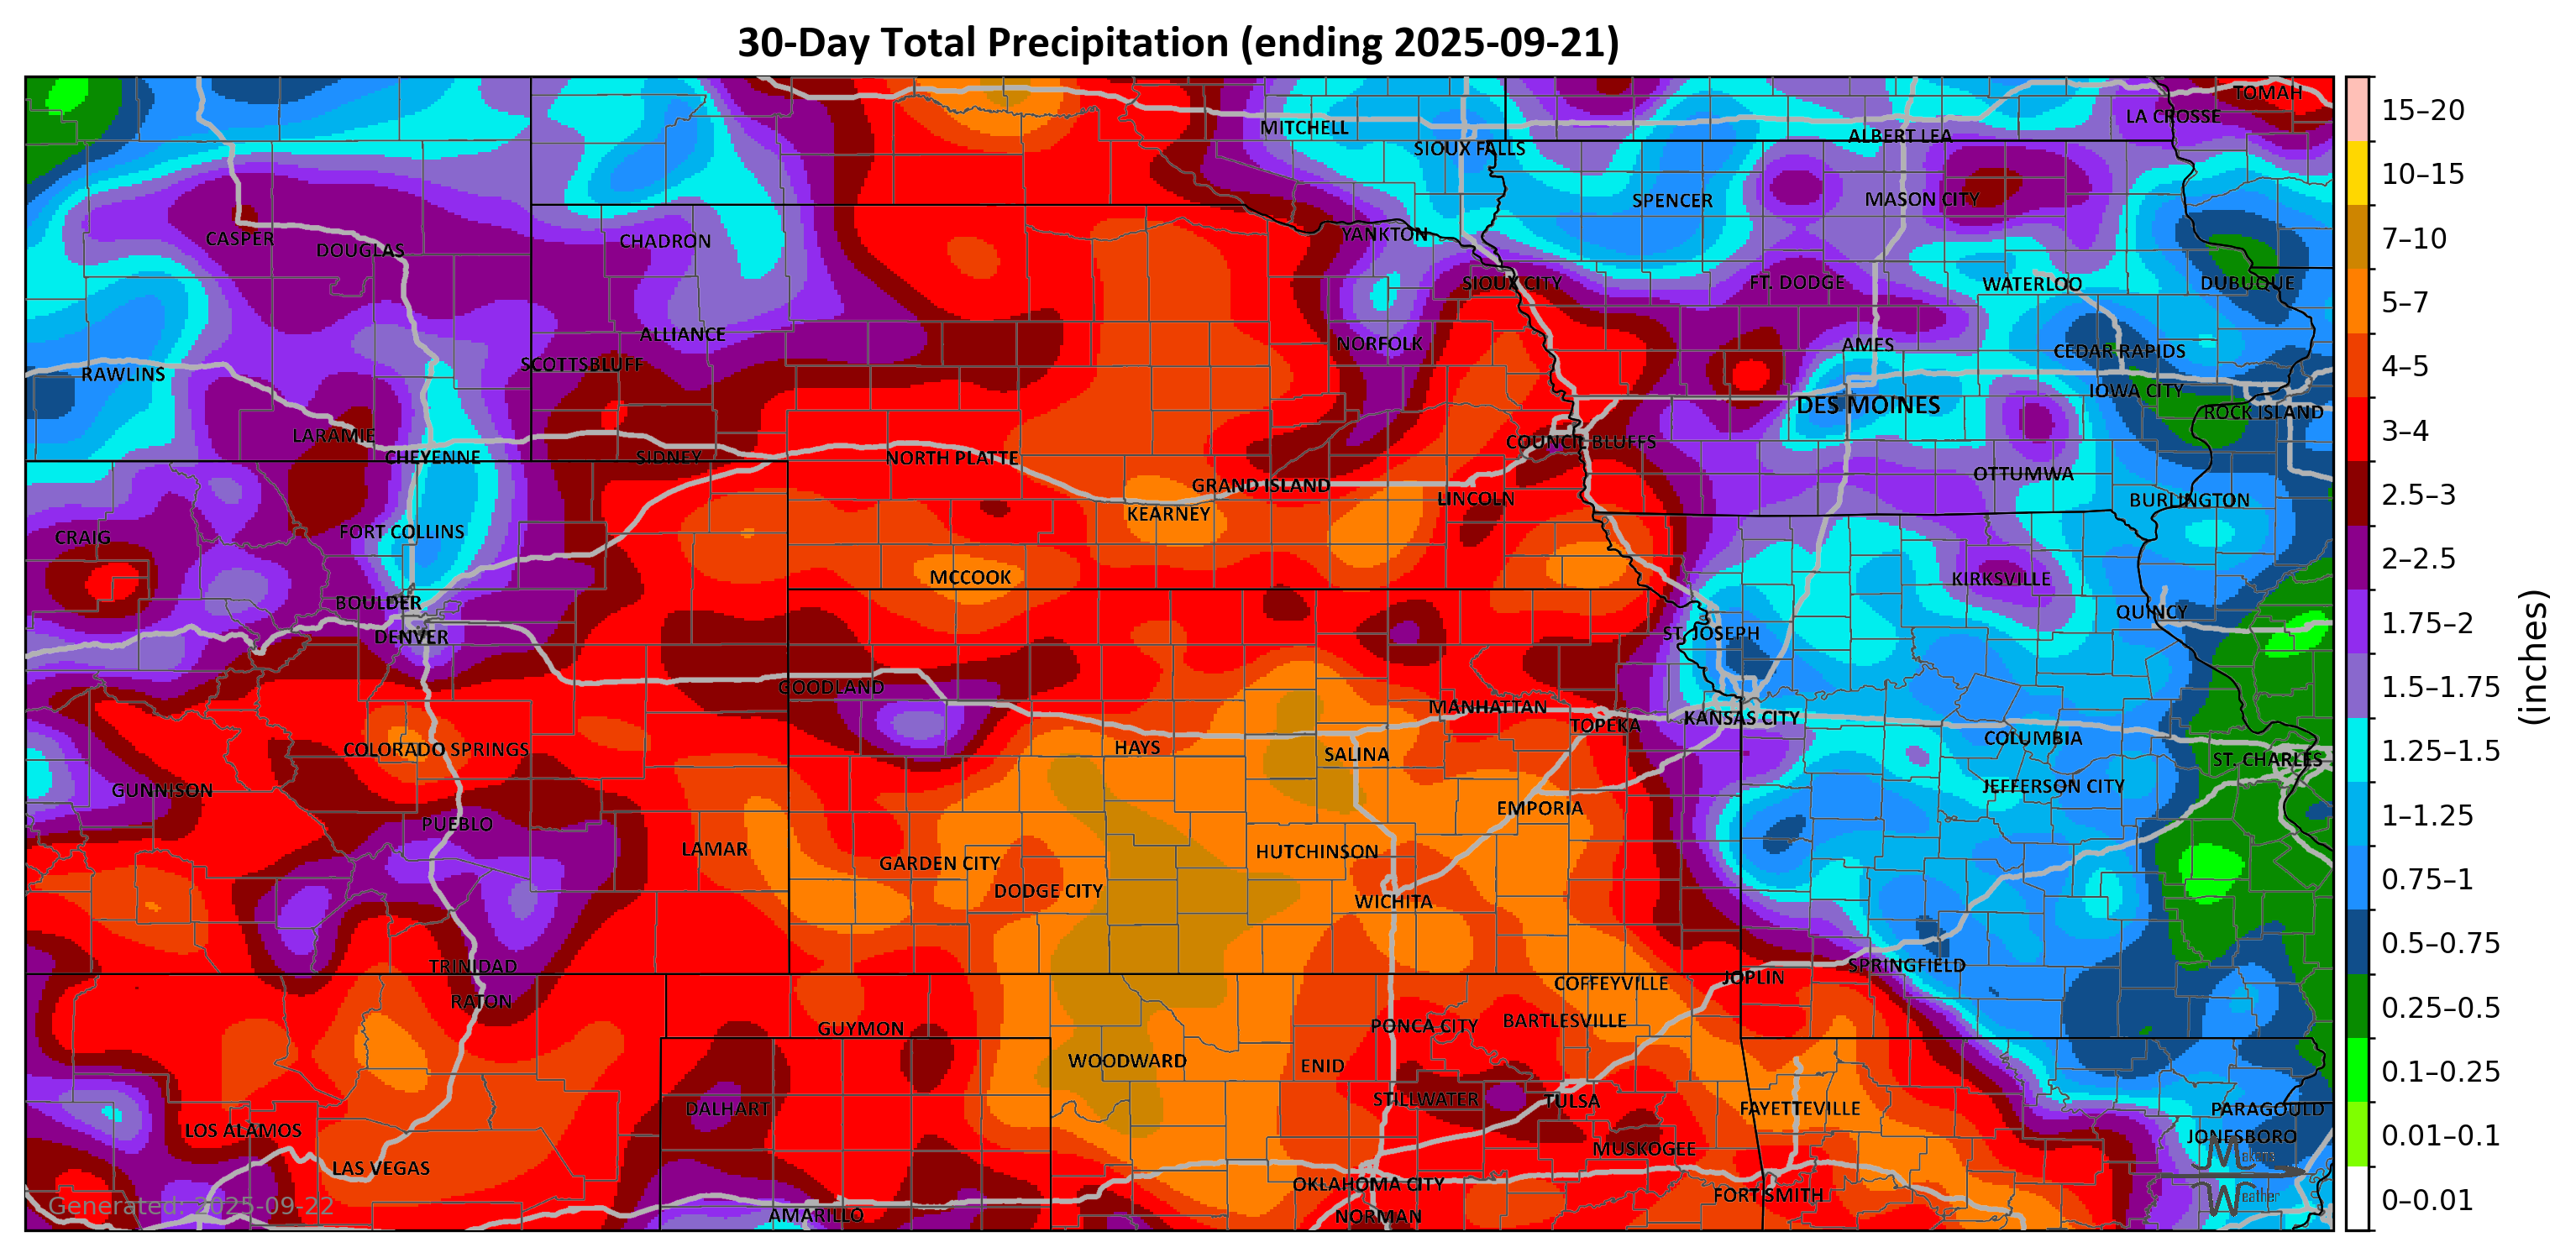 30-Day Total Precipitation (ending 2025-09-21)
TOMAH
LA CROSSE
MITCHELL
ALBERT LEA
SIOUX FALLS
SPENCER
MASON CITY
YANKTON
CASPER
DOUGLAS
CHADRON
SIOUX CITY
FT. DODGE
WATERLOO
DUBUQUE
ALLIANCE
NORFOLK
AMES
CEDAR RAPIDS
SCOTTSBLUFF
RAWLINS
IOWA CITY
DES MOINES
ROCK ISLAND
LARAMIE
COUNCIL BLUFFS
CHEYENNE
SIDNEY
NORTH PLATTE
OTTUMWA
GRAND ISLAND
LINCOLN
BURLINGTON
KEARNEY
FORT COLLINS
CRAIG
MCCOOK
KIRKSVILLE
BOULDER
QUINCY
DENVER
ST. JOSEPH
GOODLAND
MANHATTAN
TOPEKA
KANSAS CITY
COLUMBIA
COLORADO SPRINGS
HAYS
SALINA
ST. CHARLES
GUNNISON
JEFFERSON CITY
EMPORIA
PUEBLO
LAMAR
HUTCHINSON
GARDEN CITY
DODGE CITY
WICHITA
TRINIDAD
SPRINGFIELD
JOPLIN
COFFEYVILLE
RATON
GUYMON
PONCA CITY
BARTLESVILLE
WOODWARD
ENID
STILLWATER
TULSA
DALHART
FAYETTEVILLE
PARAGOULD
LOS ALAMOS
JONESBORO
MUSKOGEE
LAS VEGAS
OKLAHOMA CITY
FORT SMITH
AMARILLO
NORMAN
Generated: 2025-09-22
Makens
Weather
15–20
10–15
7–10
5–7
4–5
3–4
2.5–3
2–2.5
1.75–2
1.5–1.75
1.25–1.5
1–1.25
0.75–1
0.5–0.75
0.25–0.5
0.1–0.25
0.01–0.1
0–0.01
(inches)